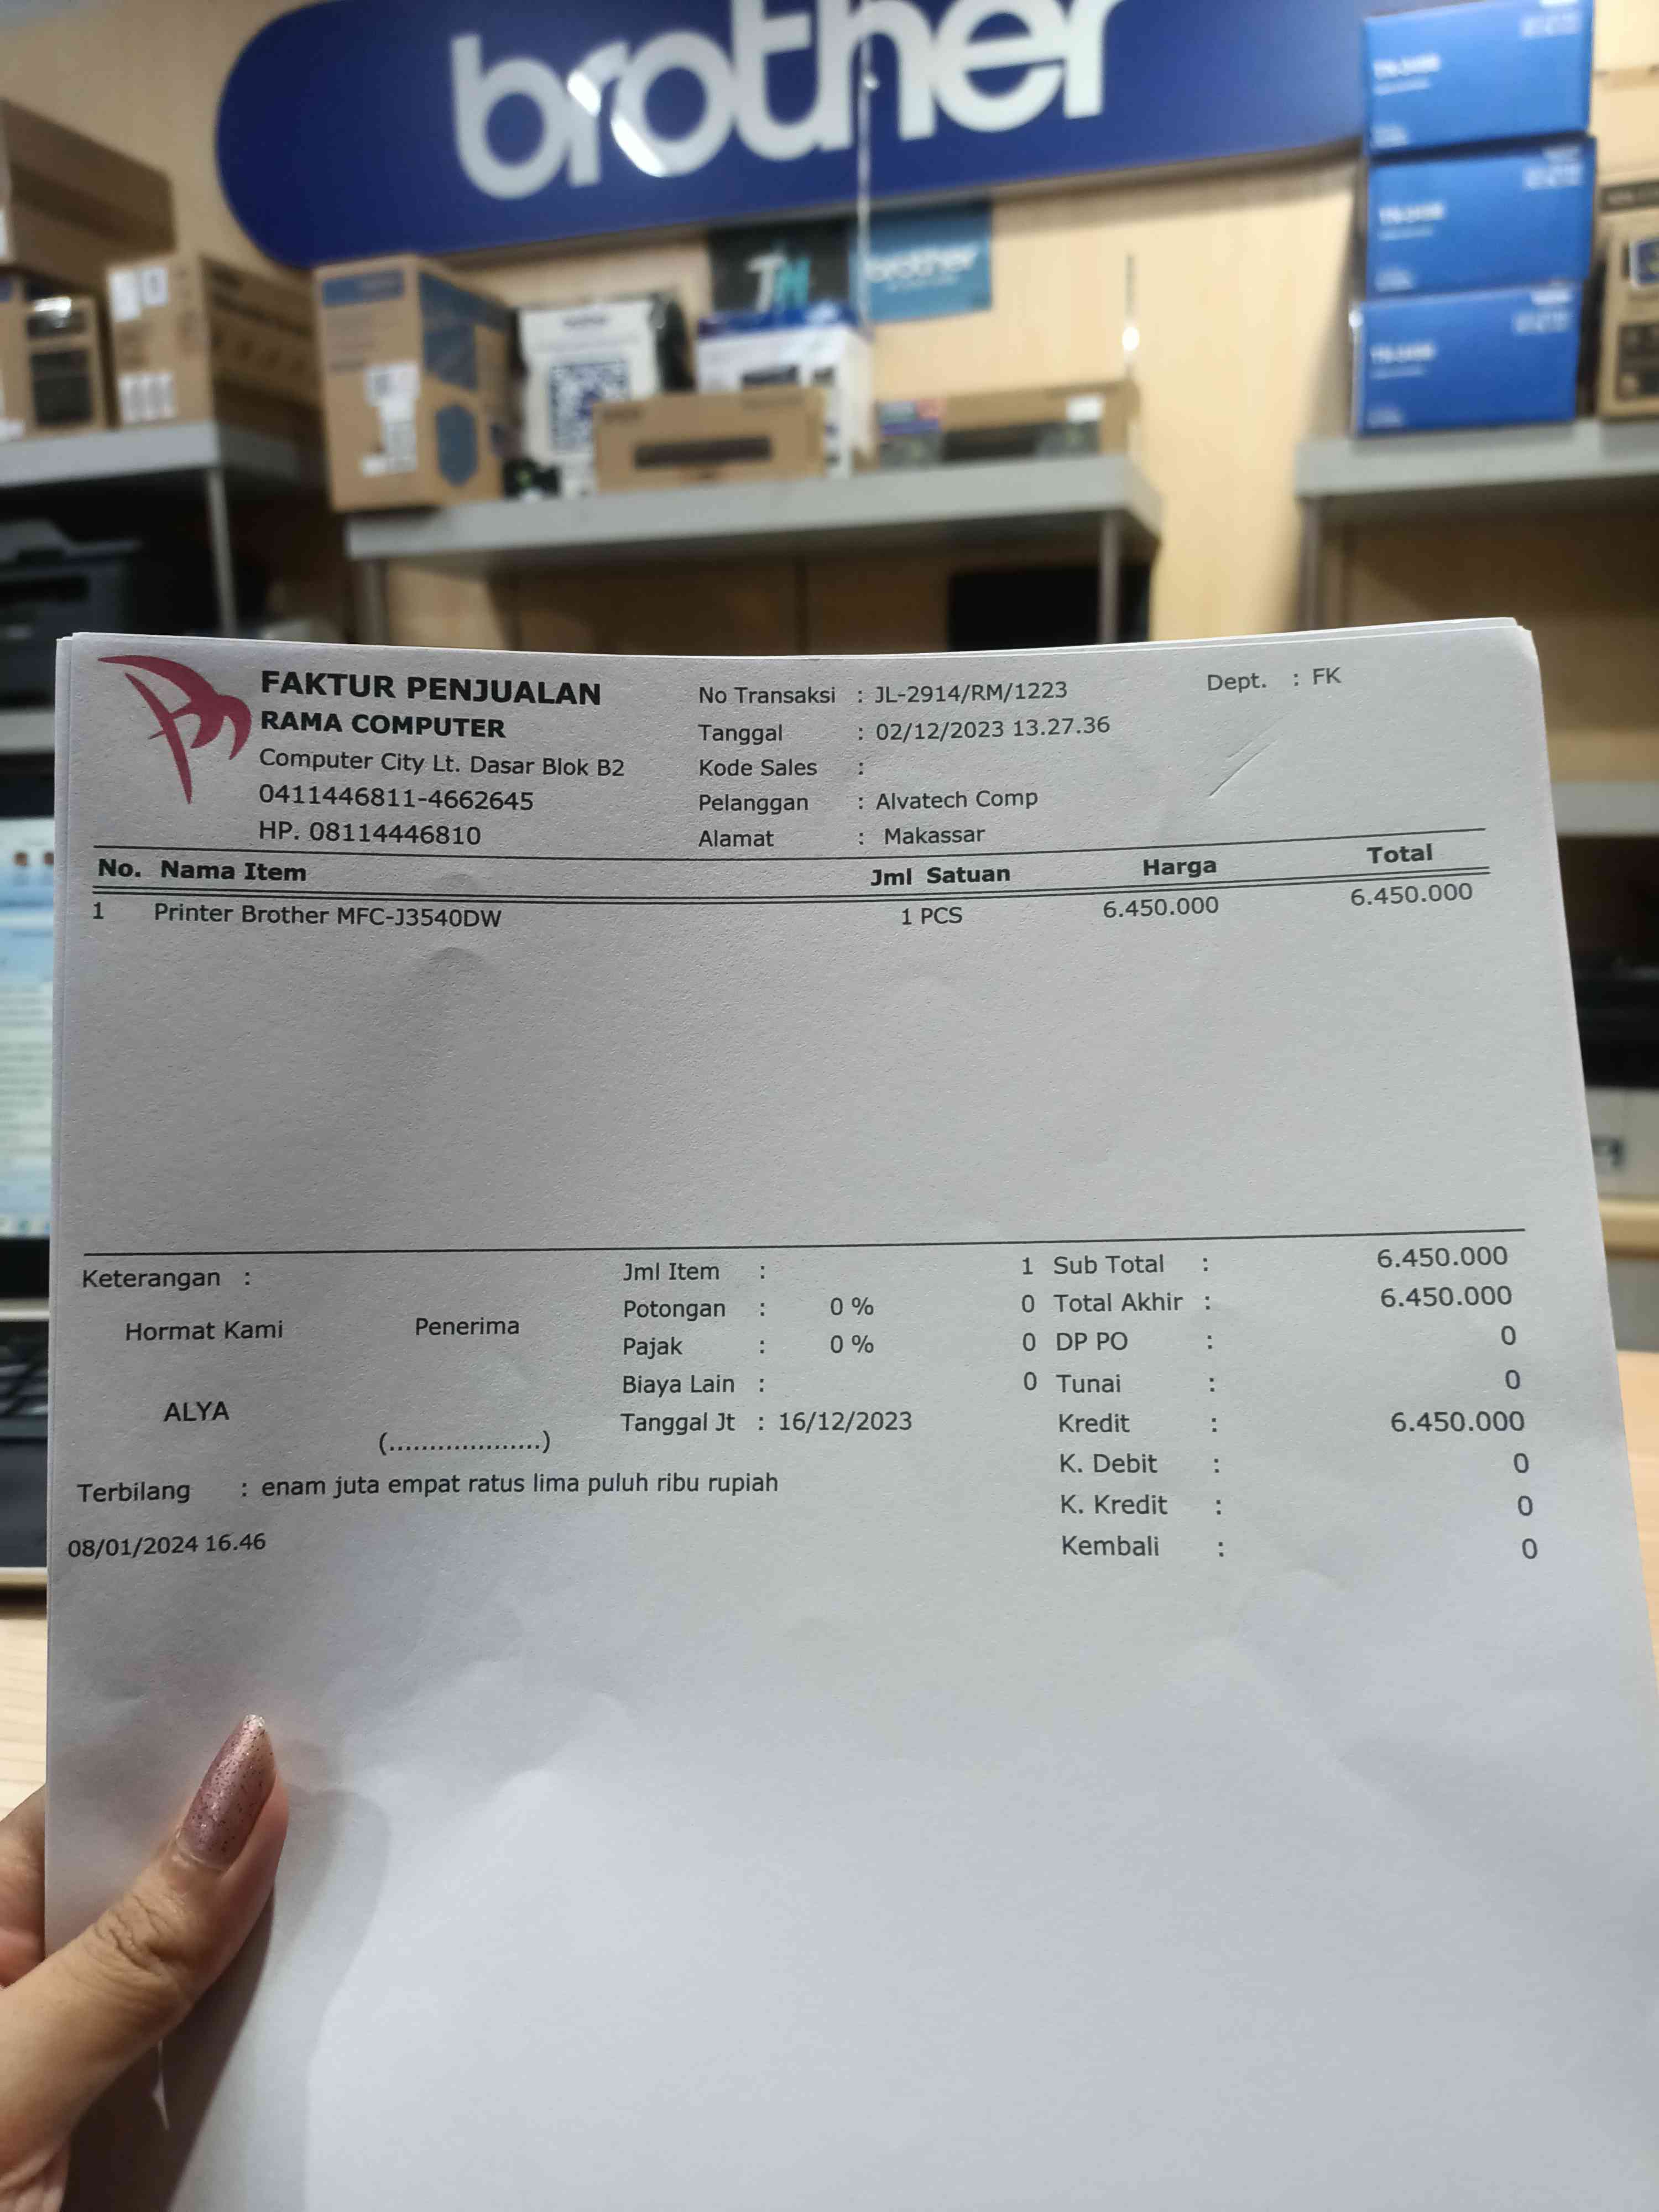 brother
TM
brother
FAKTUR PENJUALAN
RAMA COMPUTER
Computer City Lt. Dasar Blok B2
0411446811-4662645
HP. 08114446810
No Transaksi : JL-2914/RM/1223
Tanggal : 02/12/2023 13.27.36
Kode Sales :
Pelanggan : Alvatech Comp
Alamat : Makassar
Dept. : FK
No. Nama Item Jml Satuan Harga Total
1 Printer Brother MFC-J3540DW 1 PCS 6.450.000 6.450.000
Keterangan :
Hormat Kami Penerima
ALYA
(...................)
Jml Item : 1
Potongan : 0 % 0
Pajak : 0 % 0
Biaya Lain : 0
Tanggal Jt : 16/12/2023
Sub Total : 6.450.000
Total Akhir : 6.450.000
DP PO : 0
Tunai : 0
Kredit : 6.450.000
K. Debit : 0
K. Kredit : 0
Kembali : 0
Terbilang : enam juta empat ratus lima puluh ribu rupiah
08/01/2024 16.46